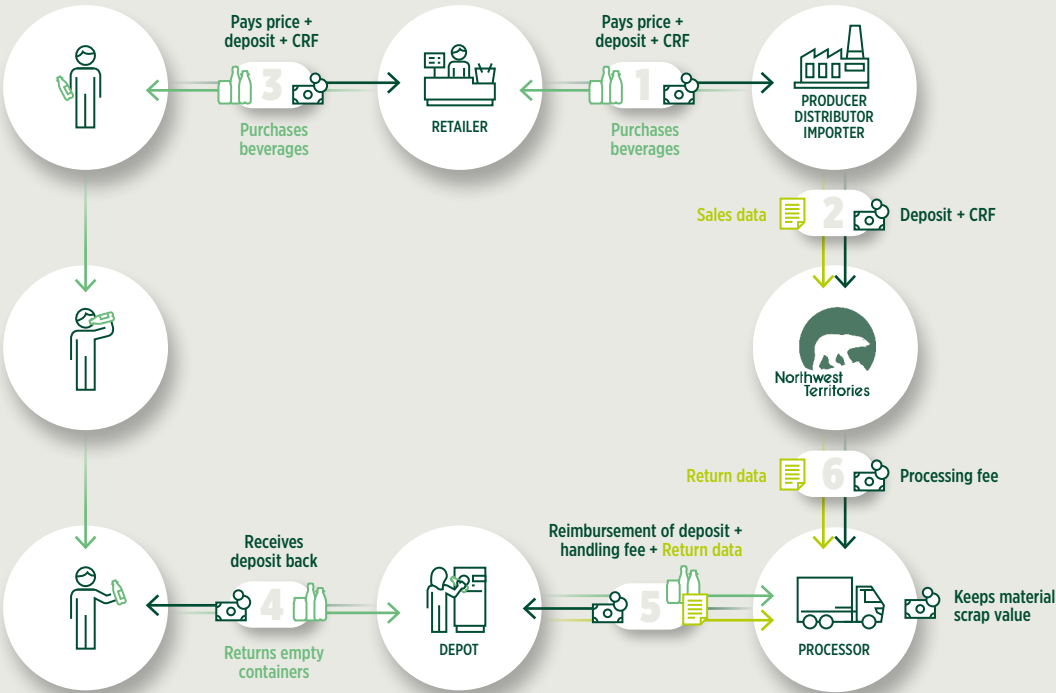 Pays price +
deposit + CRF
3
Purchases
beverages
RETAILER
Pays price +
deposit + CRF
1
Purchases
beverages
PRODUCER
DISTRIBUTOR
IMPORTER
Sales data
2
Deposit + CRF
Northwest
Territories
Return data
6
Processing fee
Receives
deposit back
4
Returns empty
containers
DEPOT
Reimbursement of deposit +
handling fee + Return data
5
PROCESSOR
Keeps material
scrap value